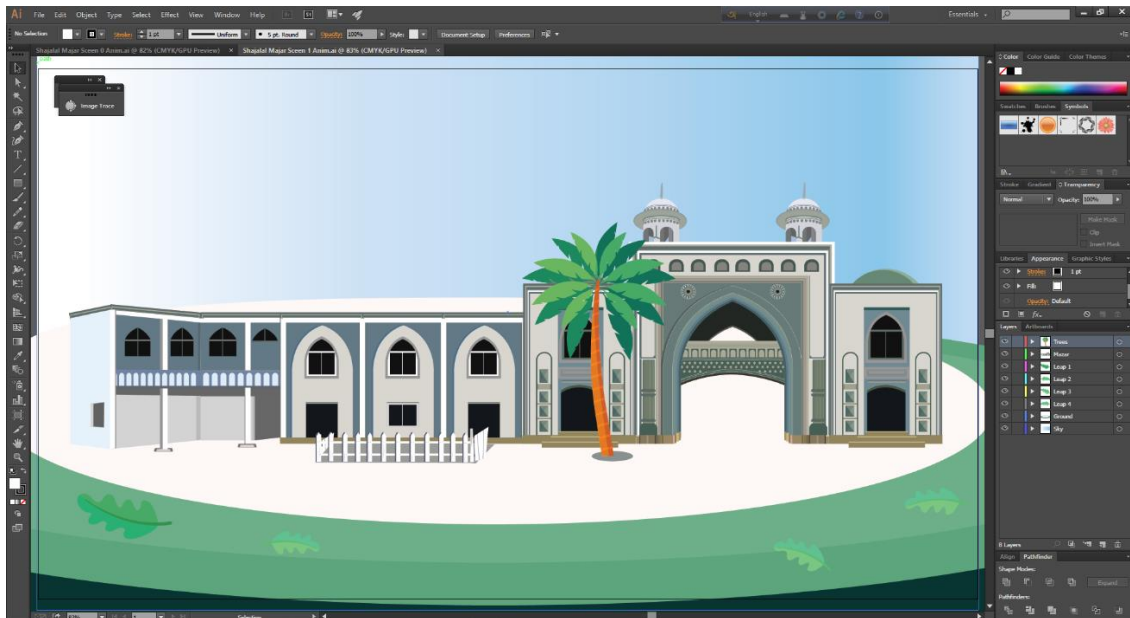 Ai File Edit Object Type Select Effect View Window Help
English
Essentials
No Selection Stroke: 1 pt Uniform 5 pt. Round Opacity: 100% Style: Document Setup Preferences
Shajalal Majar Sceen 0 Anim.ai @ 82% (CMYK/GPU Preview) × Shajalal Majar Sceen 1 Anim.ai @ 83% (CMYK/GPU Preview) ×
Image Trace
Color Color Guide Color Themes
Swatches Brushes Symbols
Stroke Gradient Transparency
Normal Opacity: 100%
Make Mask
Clip
Invert Mask
Libraries Appearance Graphic Styles
Stroke: 1 pt
Fill:
Opacity: Default
fx.
Layers Artboards
Trees
Mazar
Leap 1
Leap 2
Leap 3
Leap 4
Ground
Sky
8 Layers
Align Pathfinder
Shape Modes:
Expand
Pathfinders:
Selection